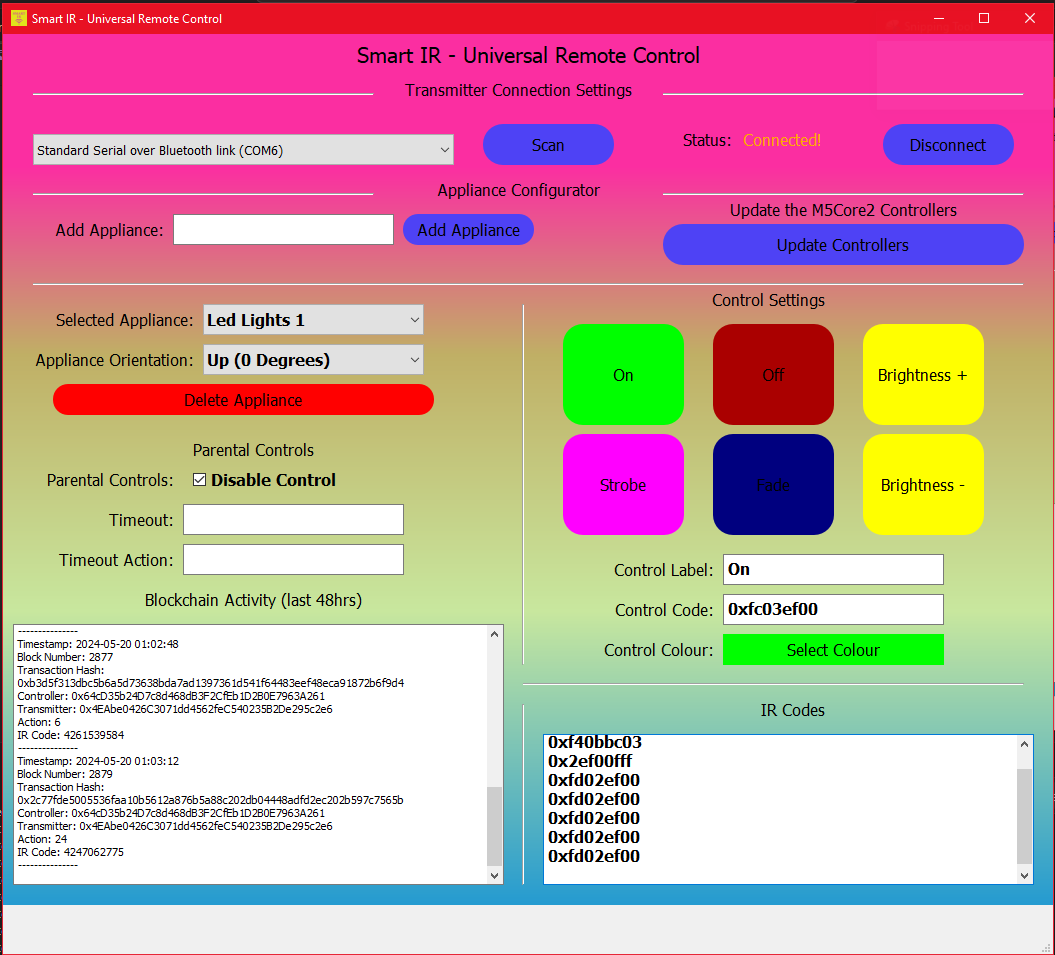 Smart IR - Universal Remote Control
Smart IR - Universal Remote Control
Transmitter Connection Settings
Standard Serial over Bluetooth link (COM6)
Scan
Status: Connected!
Disconnect
Appliance Configurator
Add Appliance:
Add Appliance
Update the M5Core2 Controllers
Update Controllers
Selected Appliance: Led Lights 1
Appliance Orientation: Up (0 Degrees)
Delete Appliance
Parental Controls
Parental Controls: Disable Control
Timeout:
Timeout Action:
Blockchain Activity (last 48hrs)
---------------
Timestamp: 2024-05-20 01:02:48
Block Number: 2877
Transaction Hash:
0xb3d5f313dbc5b6a5d73638bda7ad1397361d541f64483eef48eca91872b6f9d4
Controller: 0x64cD35b24D7c8d468dB3F2CfEb1D2B0E7963A261
Transmitter: 0x4EAbe0426C3071dd4562feC540235B2De295c2e6
Action: 6
IR Code: 4261539584
---------------
Timestamp: 2024-05-20 01:03:12
Block Number: 2879
Transaction Hash:
0x2c77fde5005536faa10b5612a876b5a88c202db04448adfd2ec202b597c7565b
Controller: 0x64cD35b24D7c8d468dB3F2CfEb1D2B0E7963A261
Transmitter: 0x4EAbe0426C3071dd4562feC540235B2De295c2e6
Action: 24
IR Code: 4247062775
---------------
Control Settings
On
Off
Brightness +
Strobe
Fade
Brightness -
Control Label: On
Control Code: 0xfc03ef00
Control Colour: Select Colour
IR Codes
0xf40bbc03
0x2ef00fff
0xfd02ef00
0xfd02ef00
0xfd02ef00
0xfd02ef00
0xfd02ef00